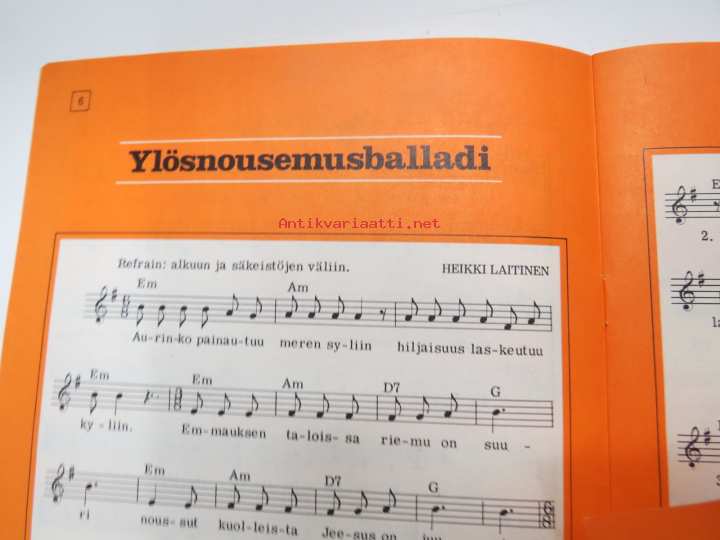 6
Ylösnousemusballadi
Antikvariaatti.net
Refrain: alkuun ja säkeistöjen väliin.
HEIKKI LAITINEN
Em Am
Au-rin-ko painau-tuu meren sy-liin hiljaisuus las-keutuu
Em Em Am D7 G
ky-liin. Em-mauksen ta-lois-sa rie-mu on suu-
Em Am D7 G
ri nous-sut kuol-leis-ta Jee-sus on
E
2.
la
3